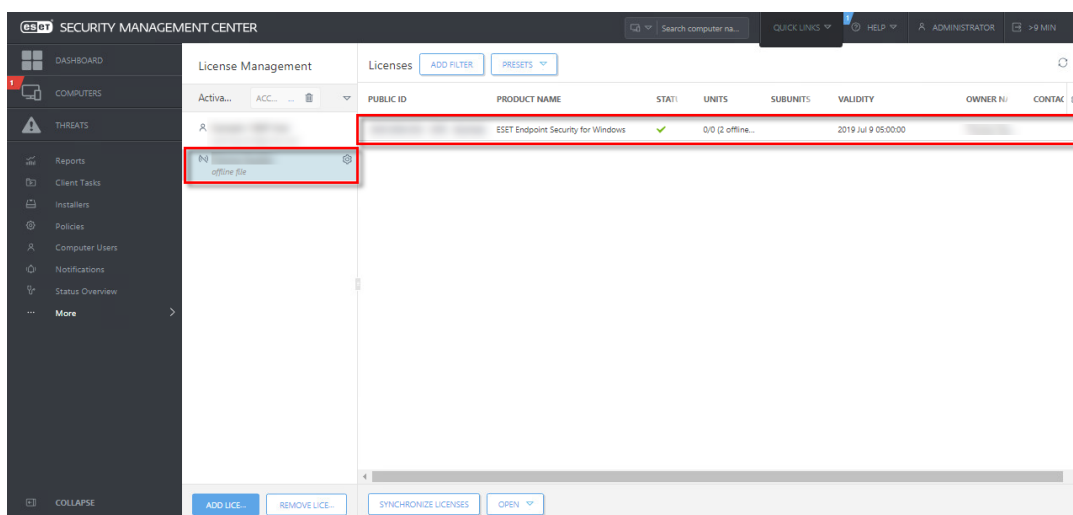 eset SECURITY MANAGEMENT CENTER
Search computer na...
QUICK LINKS
1
HELP
ADMINISTRATOR
>9 MIN
DASHBOARD
1
COMPUTERS
THREATS
Reports
Client Tasks
Installers
Policies
Computer Users
Notifications
Status Overview
... More
COLLAPSE
License Management
Activa... ACC... ...
offline file
ADD LICE...
REMOVE LICE...
Licenses ADD FILTER PRESETS
PUBLIC ID PRODUCT NAME STAT UNITS SUBUNITS VALIDITY OWNER N CONTAC
ESET Endpoint Security for Windows 0/0 (2 offline... 2019 Jul 9 05:00:00
SYNCHRONIZE LICENSES OPEN